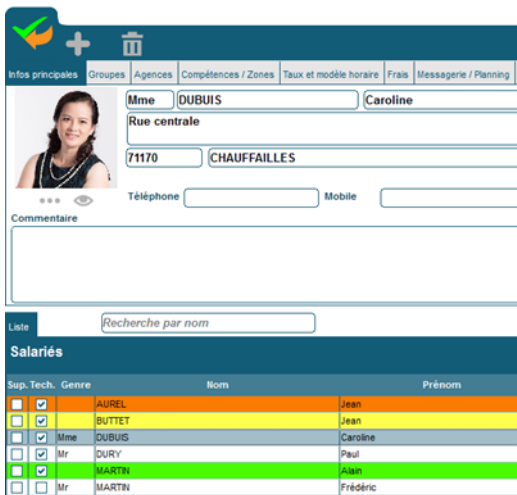 Infos principales Groupes Agences Compétences / Zones Taux et modèle horaire Frais Messagerie / Planning
Mme DUBUIS Caroline
Rue centrale
71170 CHAUFFAILLES
Téléphone Mobile
Commentaire
Liste Recherche par nom
Salariés
Sup. Tech. Genre Nom Prénom
AUREL Jean
BUTTET Jean
Mme DUBUIS Caroline
Mr DURY Paul
MARTIN Alain
Mr MARTIN Frédéric